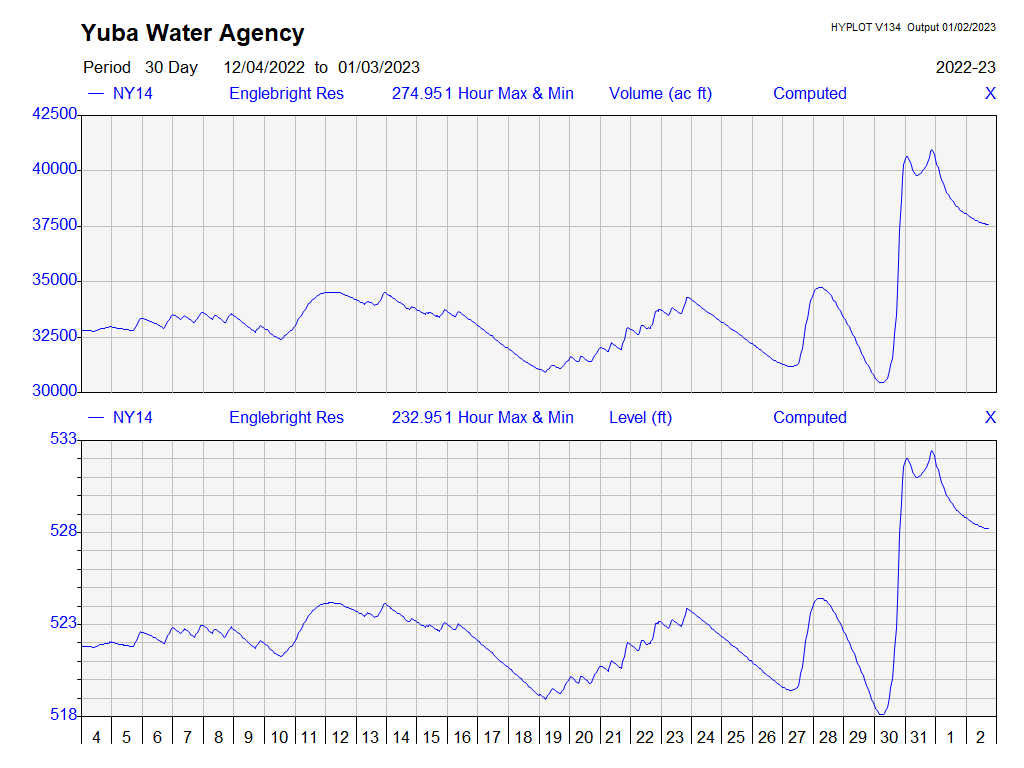 Yuba Water Agency
HYPLOT V134 Output 01/02/2023
Period 30 Day 12/04/2022 to 01/03/2023
2022-23
NY14 Englebright Res 274.951 Hour Max & Min Volume (ac ft) Computed X
42500
40000
37500
35000
32500
30000
NY14 Englebright Res 232.951 Hour Max & Min Level (ft) Computed X
533
528
523
518
4 5 6 7 8 9 10 11 12 13 14 15 16 17 18 19 20 21 22 23 24 25 26 27 28 29 30 31 1 2